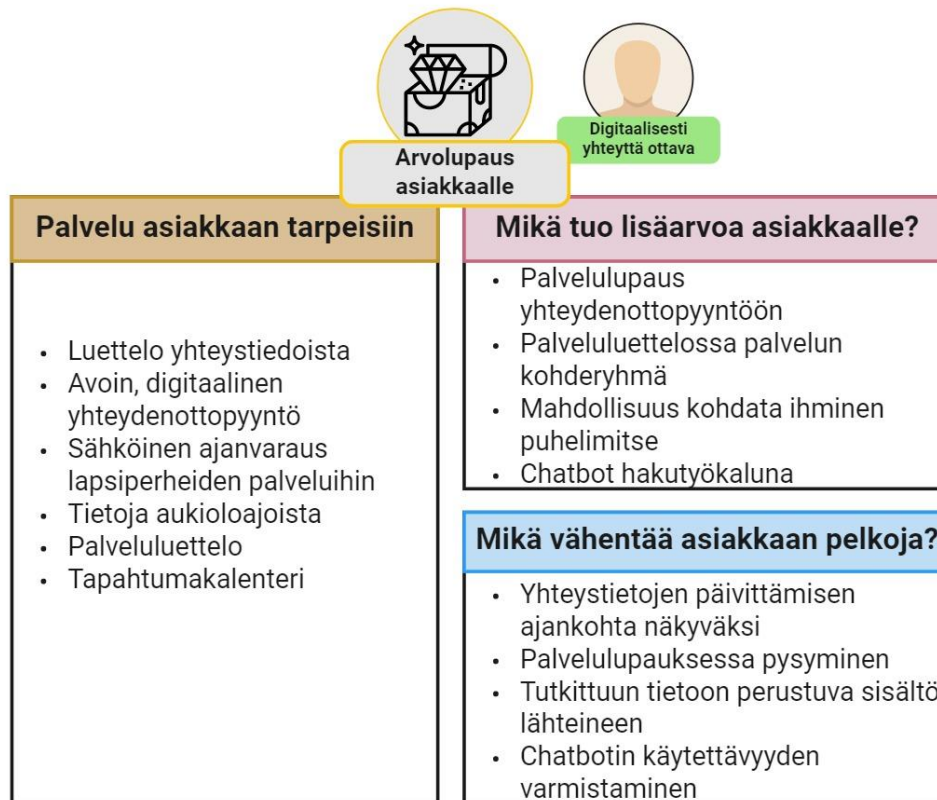 Arvolupaus
asiakkaalle
Digitaalisesti
yhteyttä ottava
Palvelu asiakkaan tarpeisiin
• Luettelo yhteystiedoista
• Avoin, digitaalinen
yhteydenottopyyntö
• Sähköinen ajanvaraus
lapsiperheiden palveluihin
• Tietoja aukioloajoista
• Palveluluettelo
• Tapahtumakalenteri
Mikä tuo lisäarvoa asiakkaalle?
• Palvelulupaus
yhteydenottopyyntöön
• Palveluluettelossa palvelun
kohderyhmä
• Mahdollisuus kohdata ihminen
puhelimitse
• Chatbot hakutyökaluna
Mikä vähentää asiakkaan pelkoja?
• Yhteystietojen päivittämisen
ajankohta näkyväksi
• Palvelulupauksessa pysyminen
• Tutkittuun tietoon perustuva sisältö
lähteineen
• Chatbotin käytettävyyden
varmistaminen